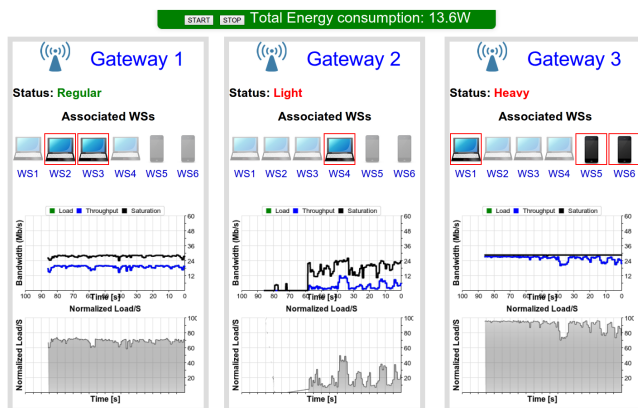 START STOP Total Energy consumption: 13.6W
Gateway 1
Status: Regular
Associated WSs
WS1 WS2 WS3 WS4 WS5 WS6
Load Throughput Saturation
Bandwidth (Mb/s)
60
48
36
24
12
100 90 80 70 60 50 40 30 20 10 0
Time [s]
Normalized Load/S
Normalized Load/S
100
80
60
40
20
Time [s]
Gateway 2
Status: Light
Associated WSs
WS1 WS2 WS3 WS4 WS5 WS6
Load Throughput Saturation
Bandwidth (Mb/s)
60
48
36
24
12
100 90 80 70 60 50 40 30 20 10 0
Time [s]
Normalized Load/S
Normalized Load/S
100
80
60
40
20
Time [s]
Gateway 3
Status: Heavy
Associated WSs
WS1 WS2 WS3 WS4 WS5 WS6
Load Throughput Saturation
Bandwidth (Mb/s)
60
48
36
24
12
100 90 80 70 60 50 40 30 20 10 0
Time [s]
Normalized Load/S
Normalized Load/S
100
80
60
40
20
Time [s]